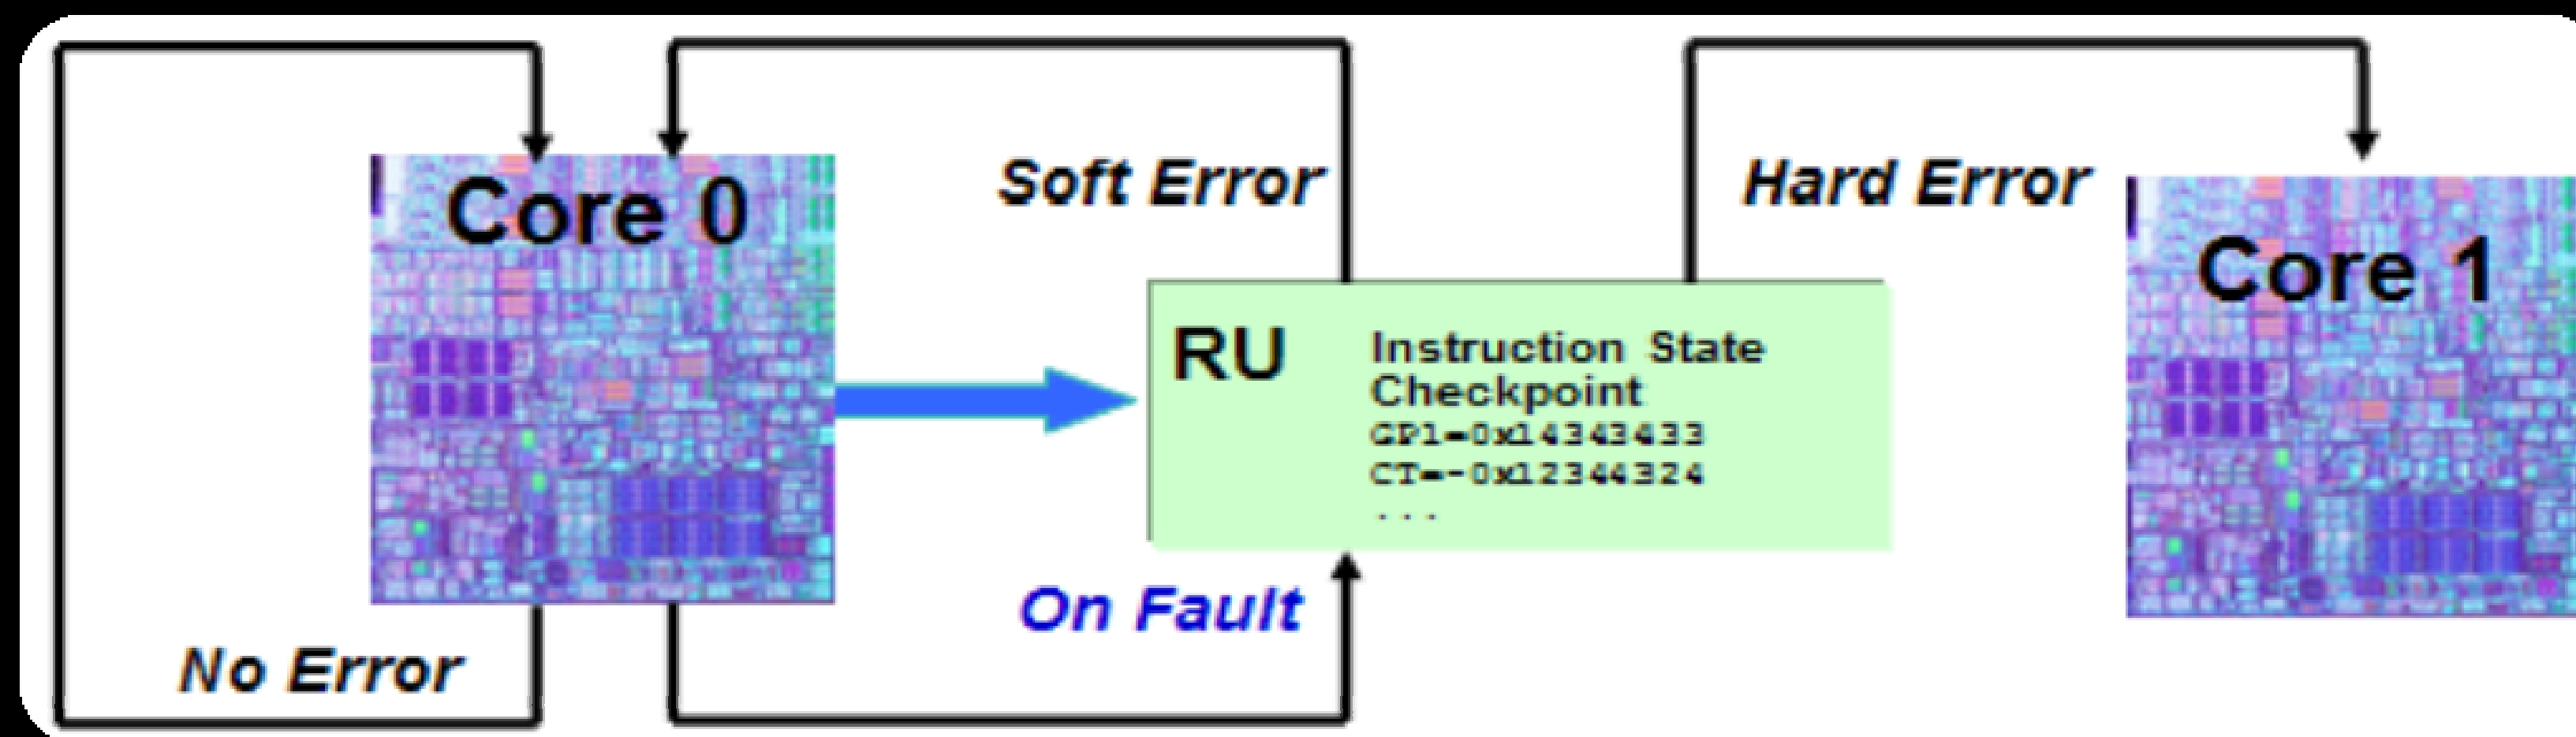 Core 0
Soft Error
Hard Error
Core 1
RU
Instruction State
Checkpoint
GP1=0x14343433
CT=-0x12344324
...
On Fault
No Error